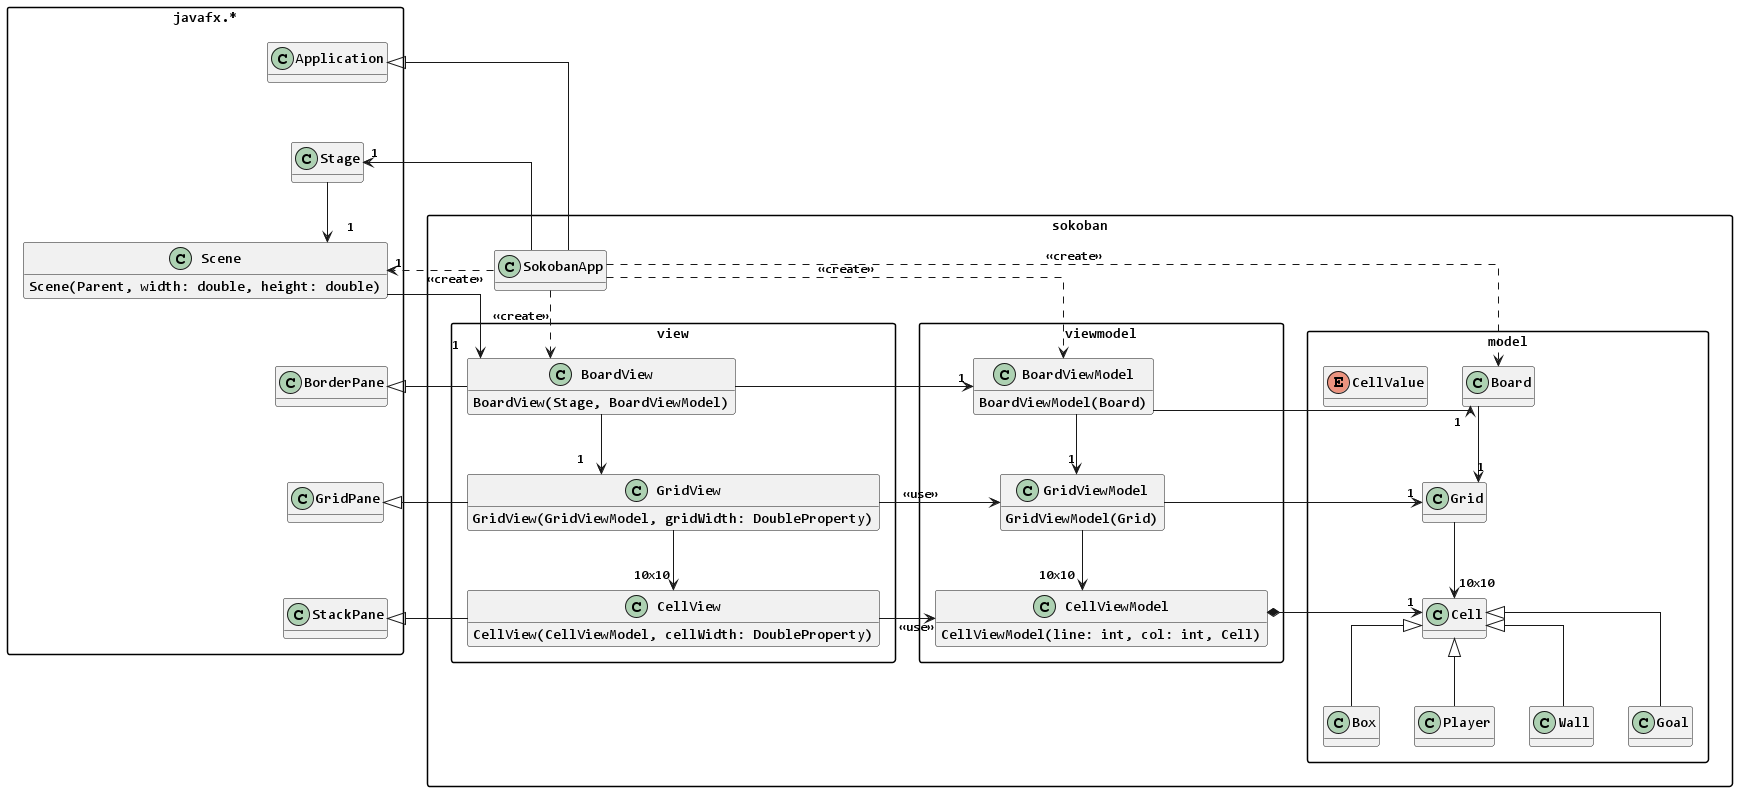 javafx.*
C Application
C Stage
1
1
C Scene
Scene(Parent, width: double, height: double)
1
«create»
C BorderPane
C GridPane
C StackPane
sokoban
C SokobanApp
«create»
«create»
«create»
view
1
C BoardView
BoardView(Stage, BoardViewModel)
1
C GridView
GridView(GridViewModel, gridWidth: DoubleProperty)
10x10
C CellView
CellView(CellViewModel, cellWidth: DoubleProperty)
«use»
«use»
viewmodel
1
C BoardViewModel
BoardViewModel(Board)
1
C GridViewModel
GridViewModel(Grid)
10x10
C CellViewModel
CellViewModel(line: int, col: int, Cell)
model
E CellValue
C Board
1
1
1
C Grid
10x10
1
C Cell
C Box
C Player
C Wall
C Goal